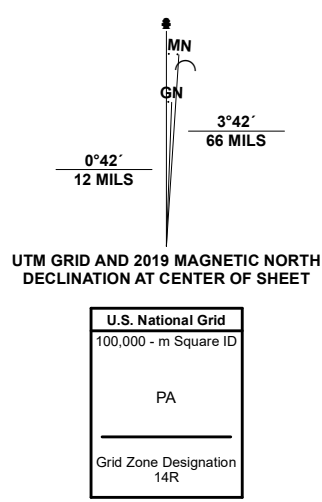 MN
GN
3°42´
66 MILS
0°42´
12 MILS
UTM GRID AND 2019 MAGNETIC NORTH
DECLINATION AT CENTER OF SHEET
U.S. National Grid
100,000 - m Square ID
PA
Grid Zone Designation
14R